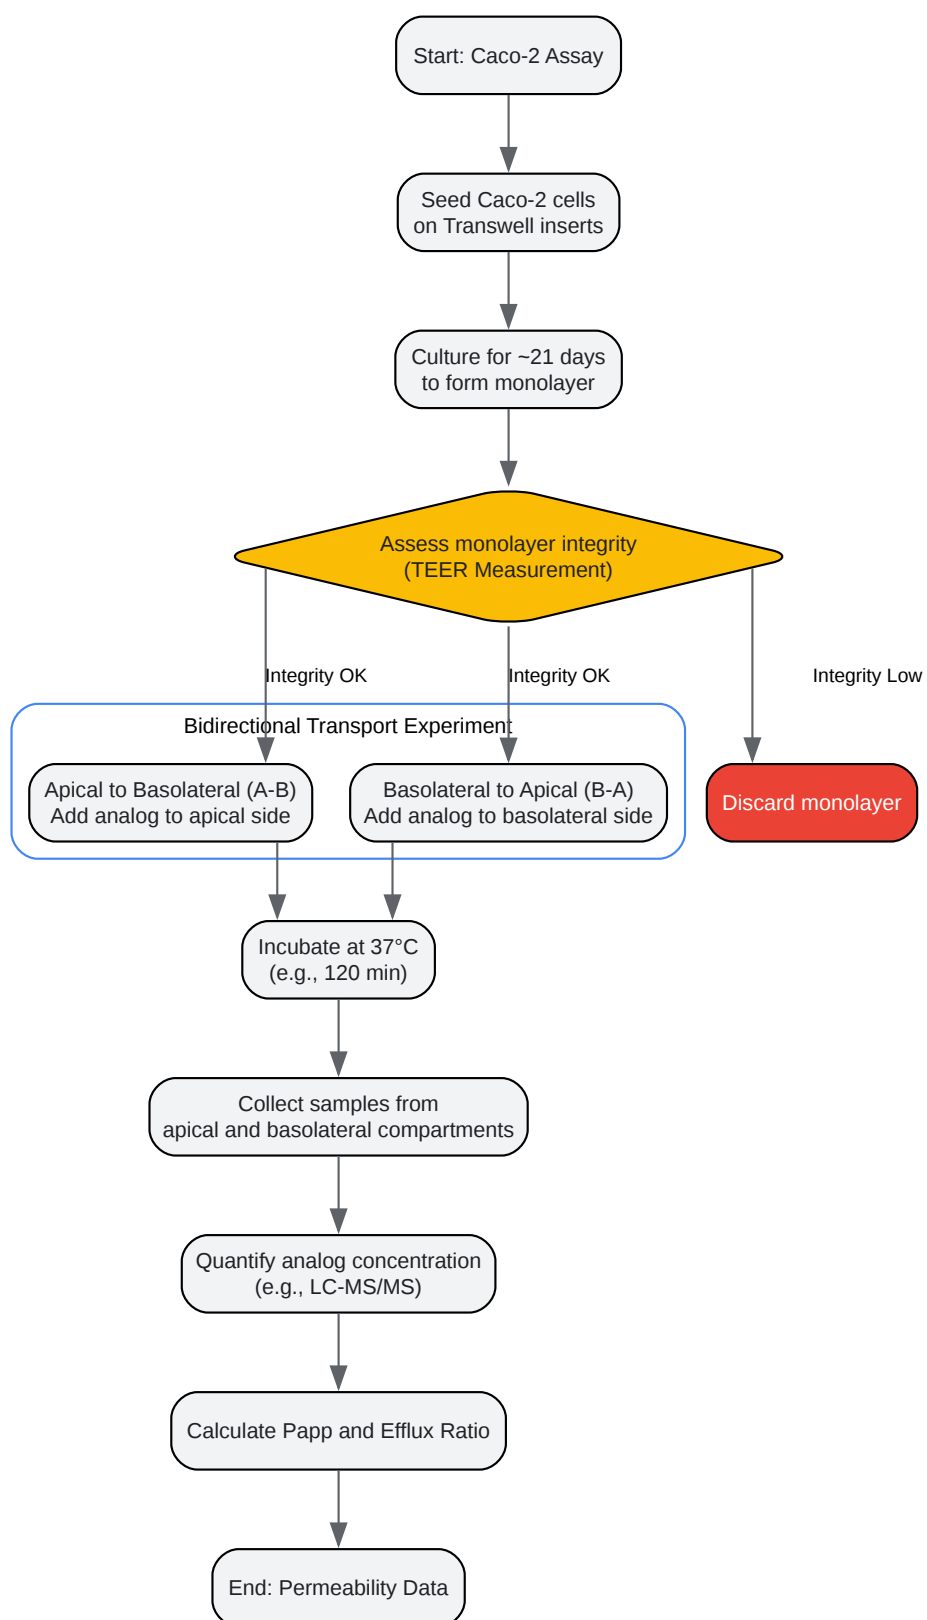 Start: Caco-2 Assay
Seed Caco-2 cells
on Transwell inserts
Culture for ~21 days
to form monolayer
Assess monolayer integrity
(TEER Measurement)
Integrity OK
Integrity OK
Integrity Low
Bidirectional Transport Experiment
Apical to Basolateral (A-B)
Add analog to apical side
Basolateral to Apical (B-A)
Add analog to basolateral side
Discard monolayer
Incubate at 37°C
(e.g., 120 min)
Collect samples from
apical and basolateral compartments
Quantify analog concentration
(e.g., LC-MS/MS)
Calculate Papp and Efflux Ratio
End: Permeability Data